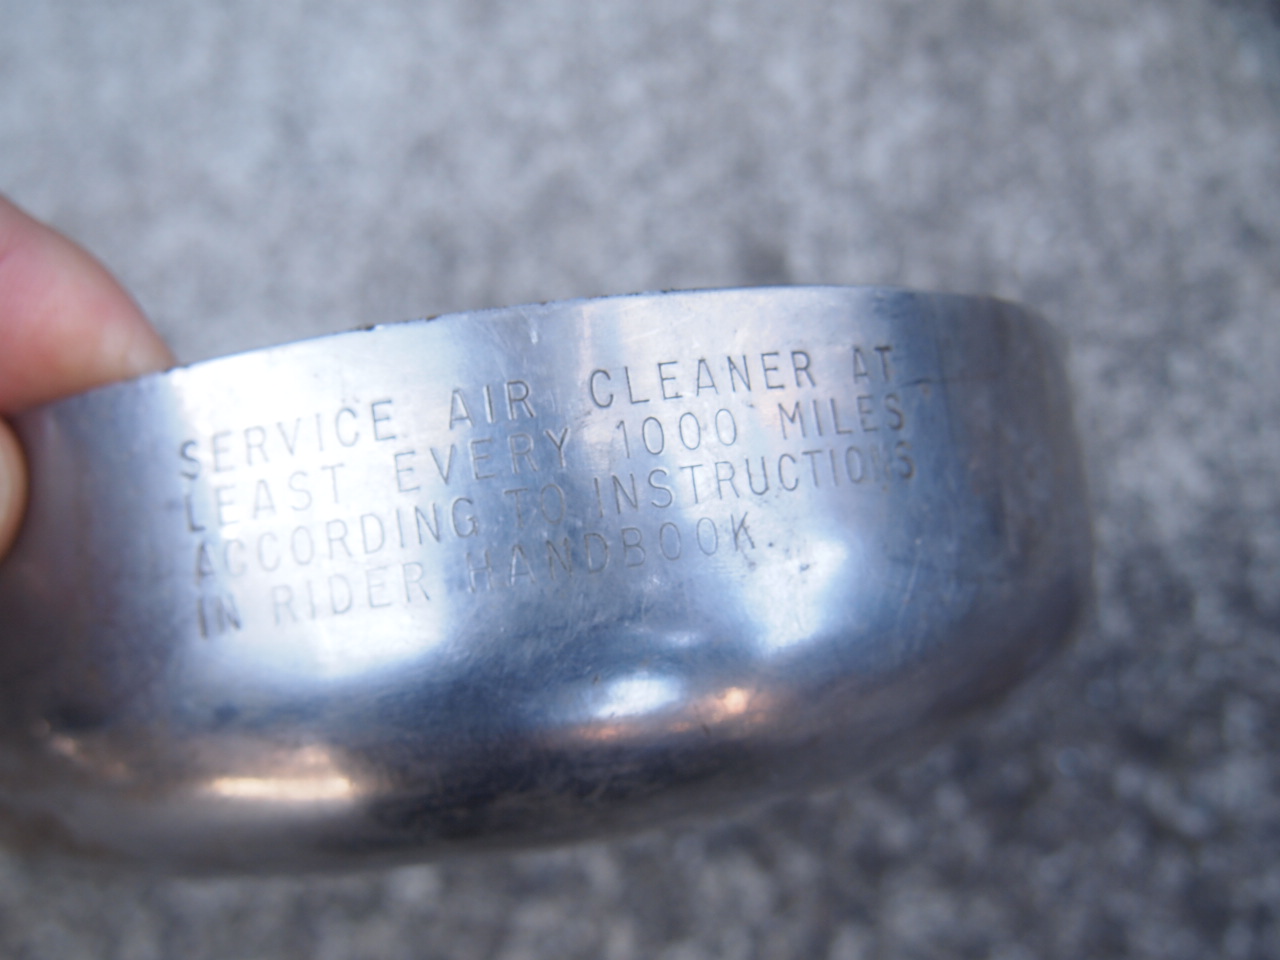 SERVICE AIR CLEANER AT
LEAST EVERY 1000 MILES
ACCORDING TO INSTRUCTIONS
IN RIDER HANDBOOK.